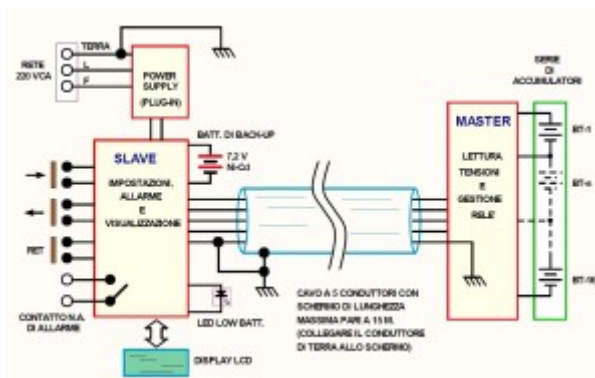 TERRA
RETE
220 VCA
L
F
POWER
SUPPLY
(PLUG-IN)
SERIE
DI
ACCUMULATORI
BATT. DI BACK-UP
7,2 V
Ni-Cd
SLAVE
IMPOSTAZIONI,
ALLARME
E
VISUALIZZAZIONE
MASTER
LETTURA
TENSIONI
E
GESTIONE
RELE'
BT-1
BT-n
BT-16
RET
CONTATTO N.A.
DI ALLARME
LED LOW BATT.
DISPLAY LCD
CAVO A 5 CONDUTTORI CON
SCHERMO DI LUNGHEZZA
MASSIMA PARI A 15 M.
(COLLEGARE IL CONDUTTORE
DI TERRA ALLO SCHERMO)